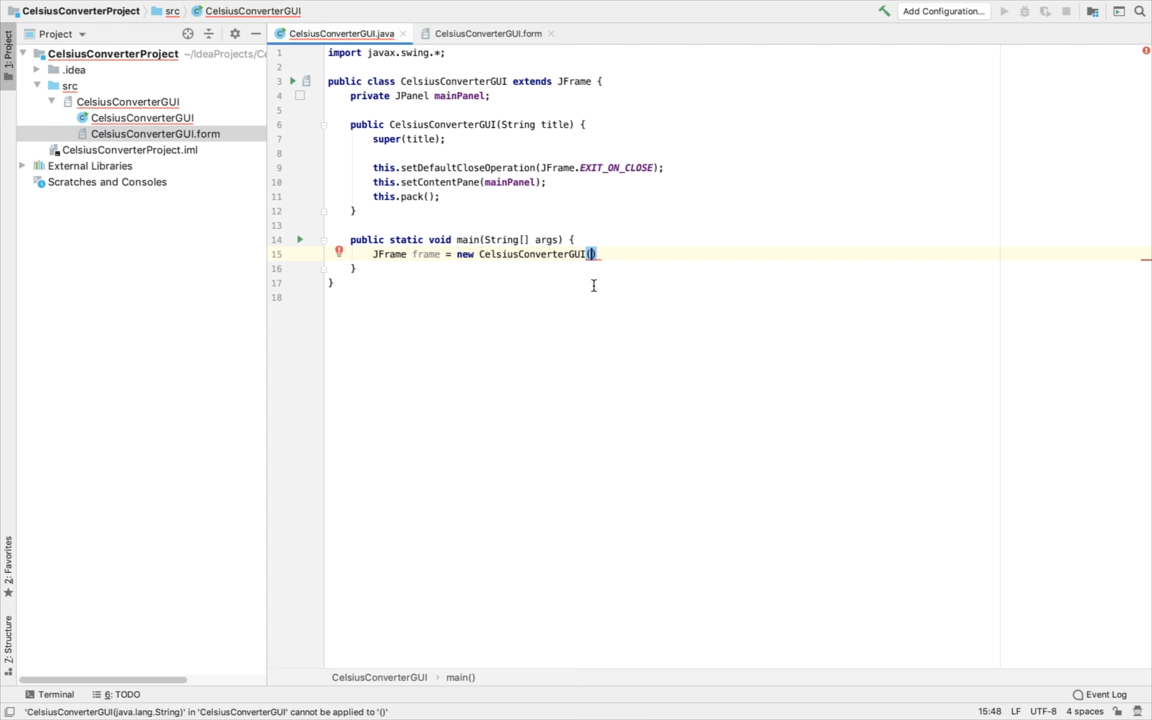 CelsiusConverterProject
src
CelsiusConverterGUI
Add Configuration...
1: Project
Project
CelsiusConverterGUI.java
CelsiusConverterGUI.form
CelsiusConverterProject ~/IdeaProjects/Ce
.idea
src
CelsiusConverterGUI
CelsiusConverterGUI
CelsiusConverterGUI.form
CelsiusConverterProject.iml
External Libraries
Scratches and Consoles
1 import javax.swing.*;
2
3 public class CelsiusConverterGUI extends JFrame {
4 private JPanel mainPanel;
5
6 public CelsiusConverterGUI(String title) {
7 super(title);
8
9 this.setDefaultCloseOperation(JFrame.EXIT_ON_CLOSE);
10 this.setContentPane(mainPanel);
11 this.pack();
12 }
13
14 public static void main(String[] args) {
15 JFrame frame = new CelsiusConverterGUI()
16 }
17 }
18
2: Favorites
Z: Structure
CelsiusConverterGUI › main()
Terminal
6: TODO
Event Log
'CelsiusConverterGUI(java.lang.String)' in 'CelsiusConverterGUI' cannot be applied to '()'
15:48 LF UTF-8 4 spaces